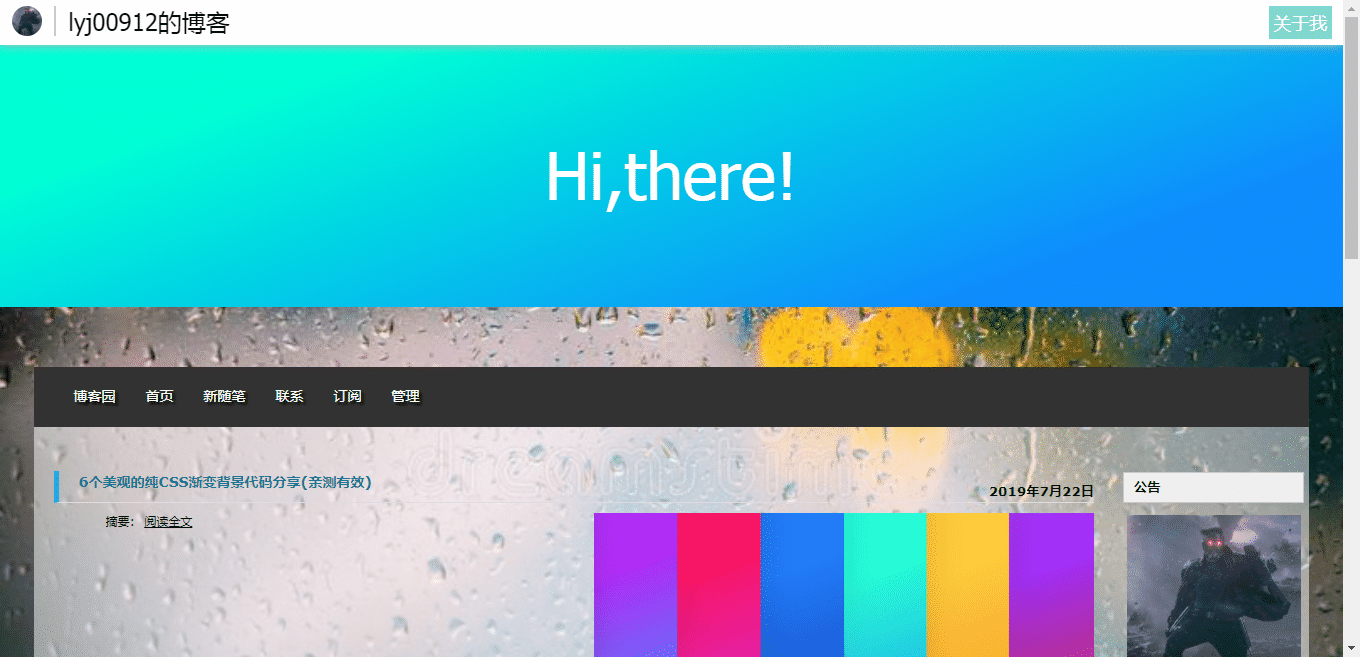 lyj00912的博客
关于我
Hi,there!
博客园 首页 新随笔 联系 订阅 管理
dreamstime
6个美观的纯CSS渐变背景代码分享(亲测有效)
2019年7月22日
公告
摘要： 阅读全文